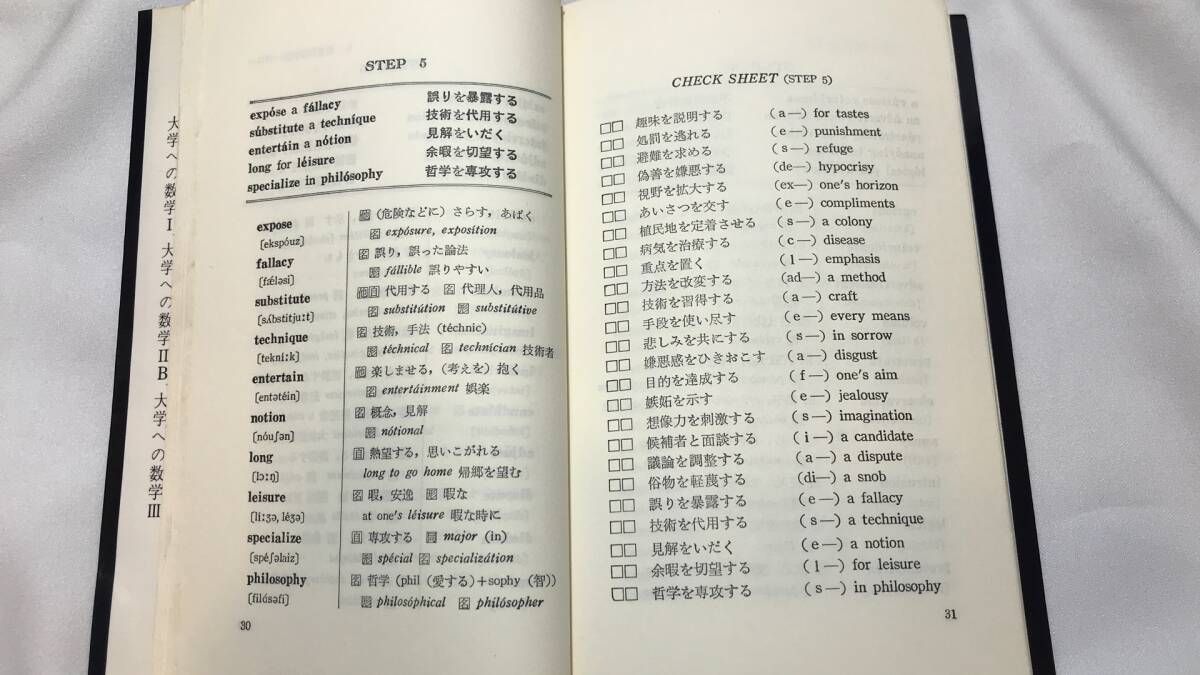 大学への数学I, 大学への数学IIB, 大学への数学III
STEP 5
expóse a fállacy 誤りを暴露する
súbstitute a techníque 技術を代用する
entertáin a nótion 見解をいだく
long for léisure 余暇を切望する
specialize in philósophy 哲学を専攻する
expose 他 (危険などに) さらす, あばく
[ekspóuz] 名 expósure, exposítion
fallacy 名 誤り, 誤った論法
[fǽləsi] 形 fállible 誤りやすい
substitute 他自 代用する 名 代理人, 代用品
[sʌ́bstitjuːt] 名 substitútion 形 súbstitútive
technique 名 技術, 手法 (téchnic)
[tekníːk] 形 téchnical 名 technícian 技術者
entertain 他 楽しませる, (考えを) 抱く
[entətéin] 名 entertáinment 娯楽
notion 名 概念, 見解
[nóuʃən] 形 nótional
long 自 熱望する, 思いこがれる
[lɔːŋ] long to go home 帰郷を望む
leisure 名 暇, 安逸 形 暇な
[líːʒə, léʒə] at one's léisure 暇な時に
specialize 自 専攻する 同 major (in)
[spéʃəlaiz] 形 spécial 名 specializátion
philosophy 名 哲学 (phil (愛する)+sophy (智))
[filósəfi] 形 philosóphical 名 philósopher
30
CHECK SHEET (STEP 5)
□□ 趣味を説明する (a—) for tastes
□□ 処罰を逃れる (e—) punishment
□□ 避難を求める (s—) refuge
□□ 偽善を嫌悪する (de—) hypocrisy
□□ 視野を拡大する (ex—) one's horizon
□□ あいさつを交す (e—) compliments
□□ 植民地を定着させる (s—) a colony
□□ 病気を治療する (c—) disease
□□ 重点を置く (l—) emphasis
□□ 方法を改変する (ad—) a method
□□ 技術を習得する (a—) craft
□□ 手段を使い尽す (e—) every means
□□ 悲しみを共にする (s—) in sorrow
□□ 嫌悪感をひきおこす (a—) disgust
□□ 目的を達成する (f—) one's aim
□□ 嫉妬を示す (e—) jealousy
□□ 想像力を刺激する (s—) imagination
□□ 候補者と面談する (i—) a candidate
□□ 議論を調整する (a—) a dispute
□□ 俗物を軽蔑する (di—) a snob
□□ 誤りを暴露する (e—) a fallacy
□□ 技術を代用する (s—) a technique
□□ 見解をいだく (e—) a notion
□□ 余暇を切望する (l—) for leisure
□□ 哲学を専攻する (s—) in philosophy
31